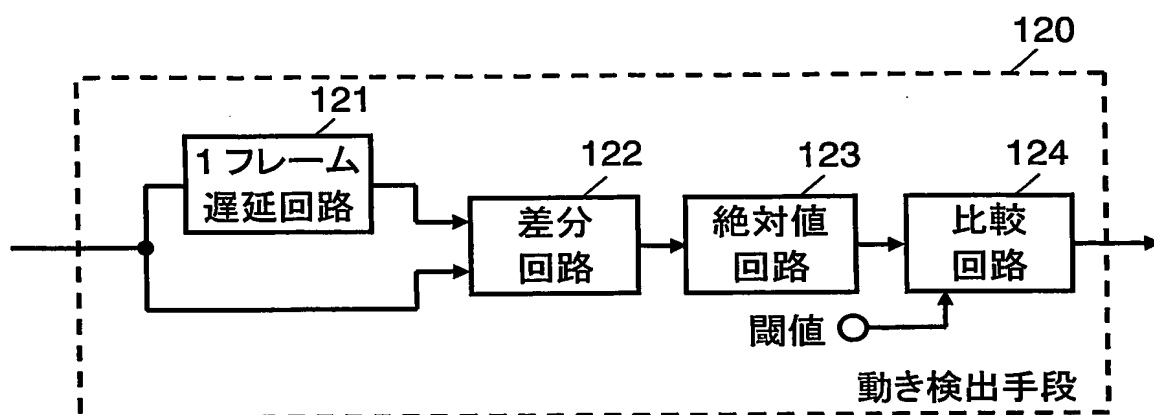 120
121
1フレーム
遅延回路
122
差分
回路
123
絶対値
回路
124
比較
回路
閾値
動き検出手段